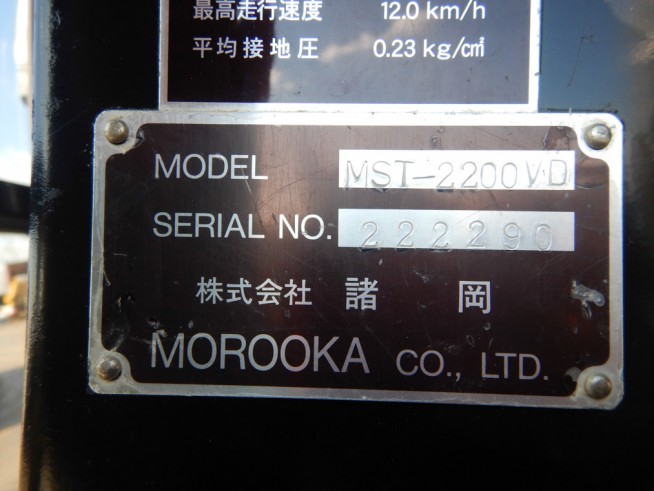 最高走行速度 12.0 km/h
平均接地圧 0.23 kg/c㎡
MODEL MST-2200VD
SERIAL NO. 222290
株式会社 諸岡
MOROOKA CO., LTD.